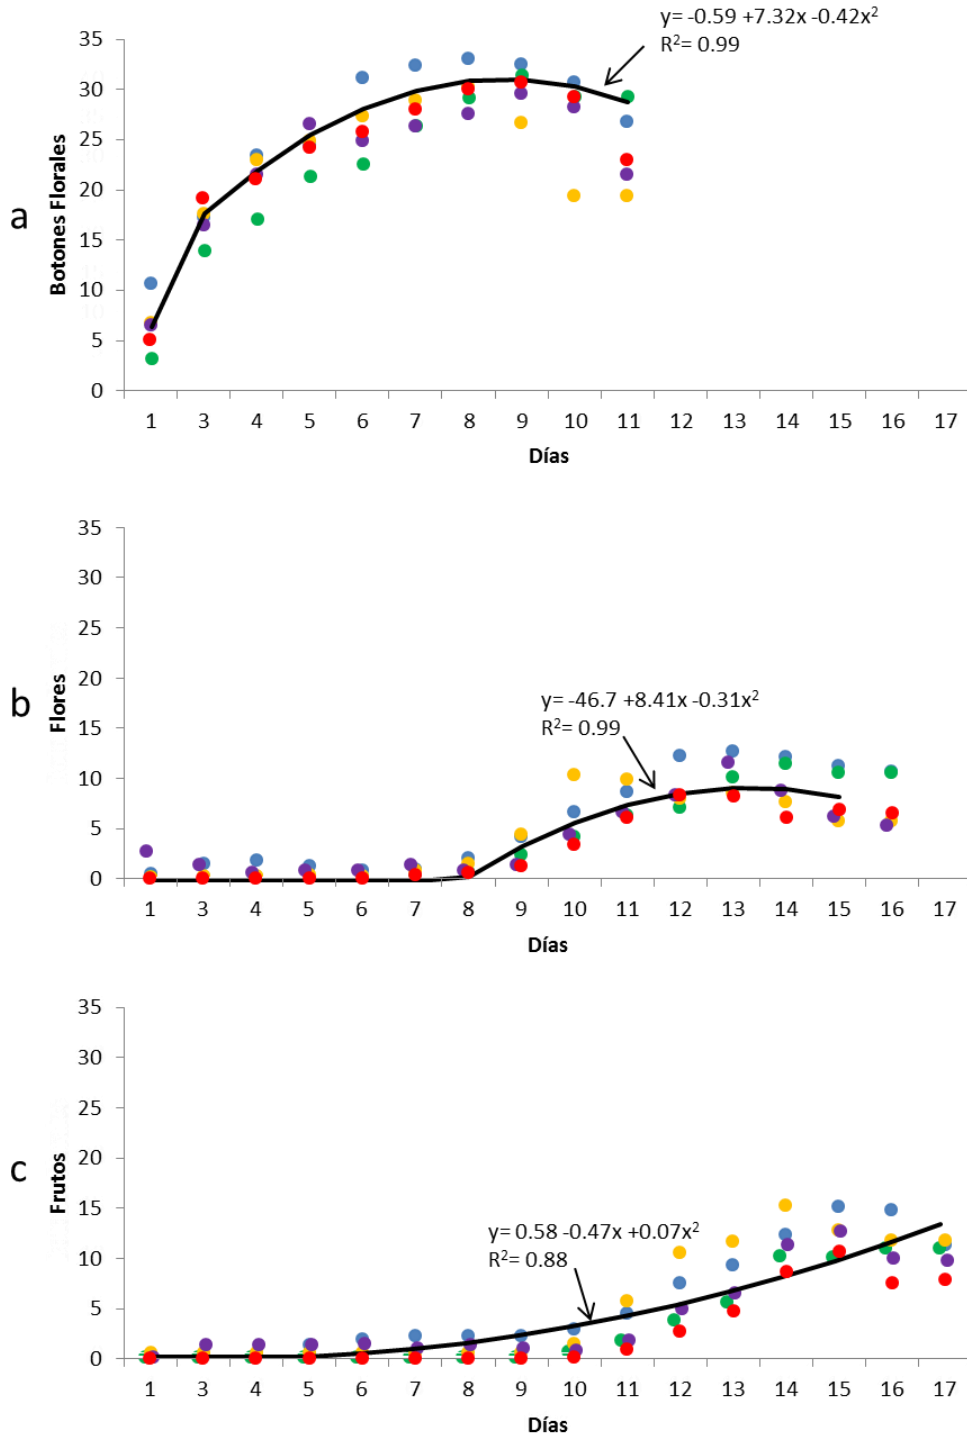 y= -0.59 +7.32x -0.42x²
R²= 0.99
35
30
25
20
15
10
5
0
a
Botones Florales
1 3 4 5 6 7 8 9 10 11 12 13 14 15 16 17
Días
35
30
25
20
15
10
5
0
b
Flores
y= -46.7 +8.41x -0.31x²
R²= 0.99
1 3 4 5 6 7 8 9 10 11 12 13 14 15 16 17
Días
35
30
25
20
15
10
5
0
c
Frutos
y= 0.58 -0.47x +0.07x²
R²= 0.88
1 3 4 5 6 7 8 9 10 11 12 13 14 15 16 17
Días